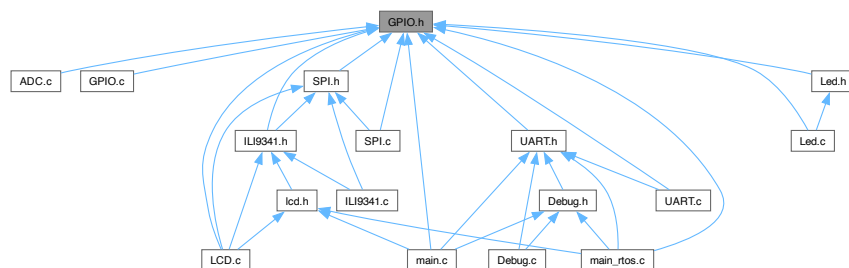 GPIO.h
ADC.c
GPIO.c
SPI.h
Led.h
ILI9341.h
SPI.c
UART.h
Led.c
lcd.h
ILI9341.c
Debug.h
UART.c
LCD.c
main.c
Debug.c
main_rtos.c